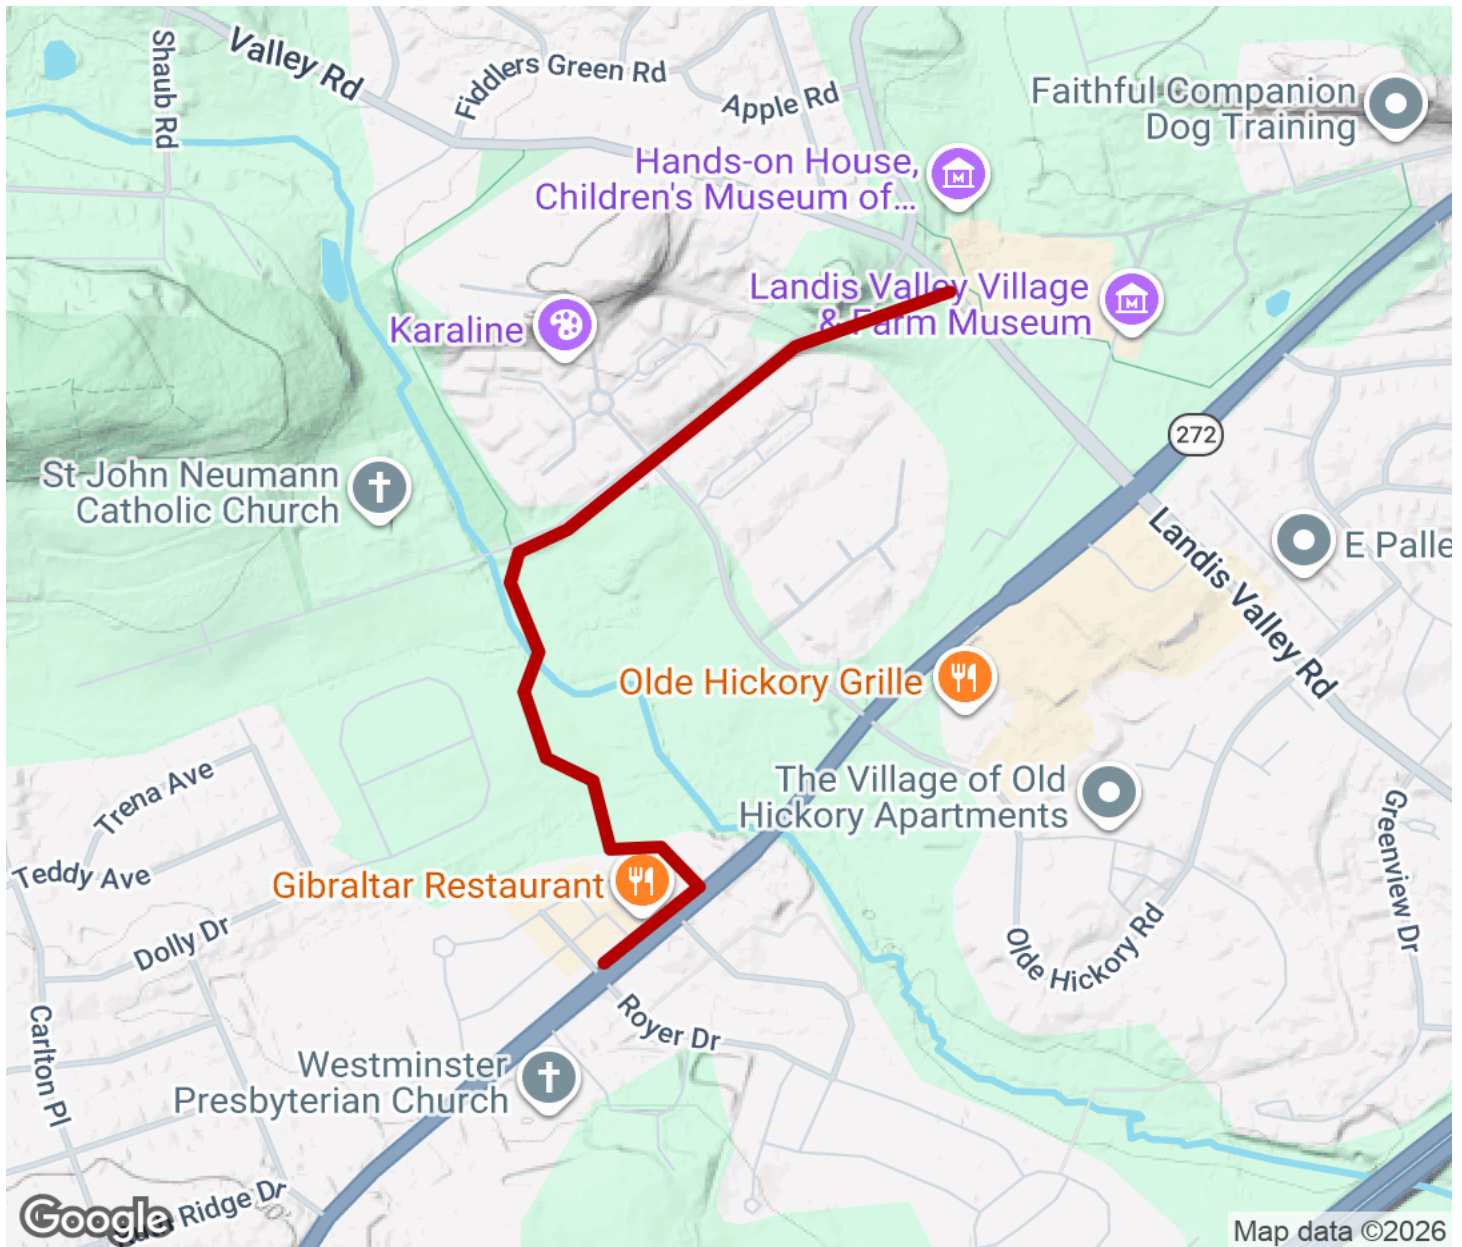 Shaub Rd
Valley Rd
Fiddlers Green Rd
Apple Rd
Faithful Companion
Dog Training
Hands-on House,
Children's Museum of...
Landis Valley Village
& Farm Museum
Karaline
272
St John Neumann
Catholic Church
Landis Valley Rd
E Palle
Olde Hickory Grille
The Village of Old
Hickory Apartments
Trena Ave
Teddy Ave
Greenview Dr
Gibraltar Restaurant
Dolly Dr
Olde Hickory Rd
Carlton Pl
Royer Dr
Westminster
Presbyterian Church
Ridge Dr
Google
Map data ©2026